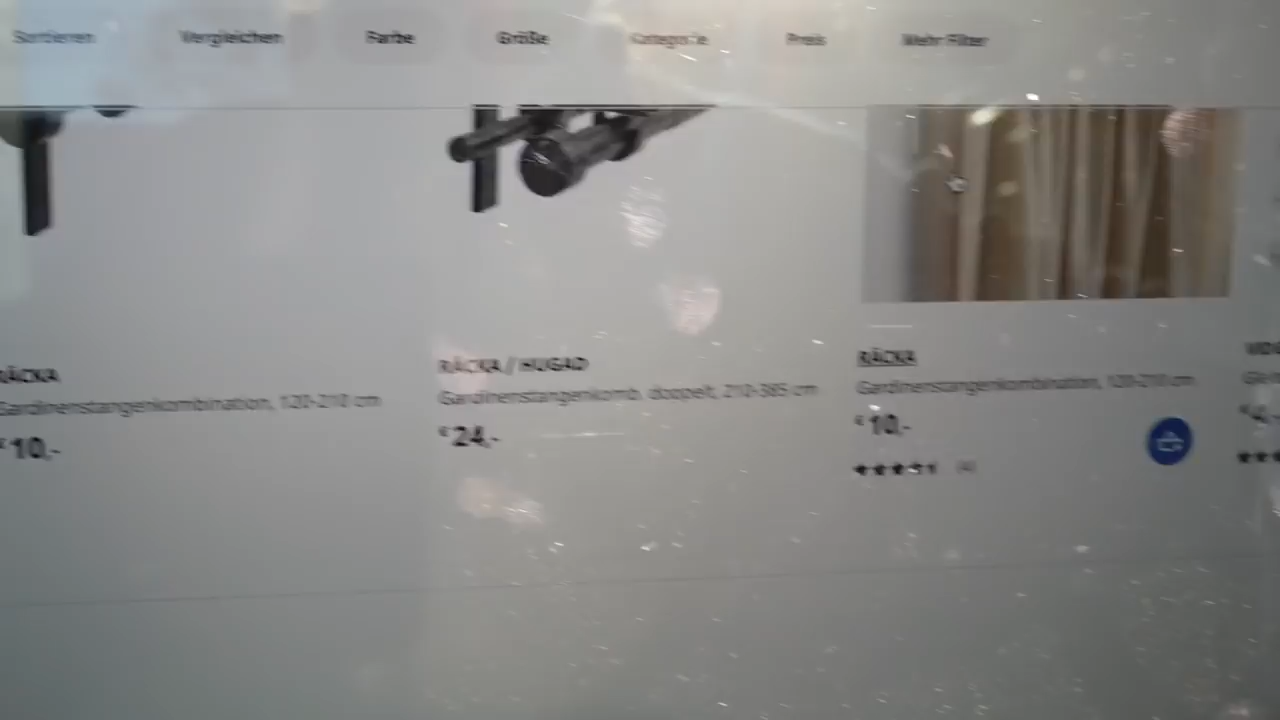 Sortieren
Vergleichen
Farbe
Größe
Kategorie
Preis
Mehr Filter
RÄCKA
Gardinenstangenkombination, 120-210 cm
€10,-
RÄCKA / HUGAD
Gardinenstangenkomb, doppelt, 210-385 cm
€24,-
RÄCKA
Gardinenstangenkombination, 120-210 cm
€10,-